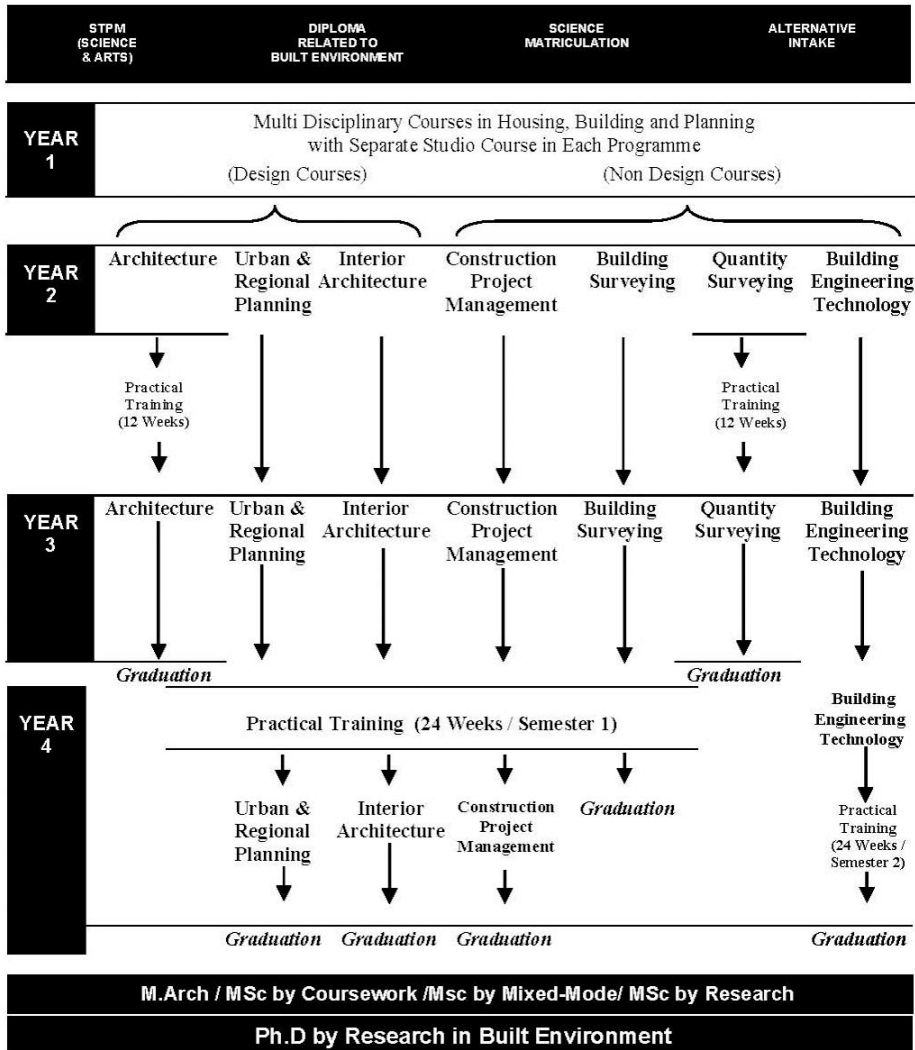 STPM
(SCIENCE
& ARTS)
DIPLOMA
RELATED TO
BUILT ENVIRONMENT
SCIENCE
MATRICULATION
ALTERNATIVE
INTAKE
YEAR
1
Multi Disciplinary Courses in Housing, Building and Planning
with Separate Studio Course in Each Programme
(Design Courses)
(Non Design Courses)
YEAR
2
Architecture
Urban &
Regional
Planning
Interior
Architecture
Construction
Project
Management
Building
Surveying
Quantity
Surveying
Building
Engineering
Technology
Practical
Training
(12 Weeks)
Practical
Training
(12 Weeks)
YEAR
3
Architecture
Urban &
Regional
Planning
Interior
Architecture
Construction
Project
Management
Building
Surveying
Quantity
Surveying
Building
Engineering
Technology
Graduation
Graduation
YEAR
4
Practical Training (24 Weeks / Semester 1)
Building
Engineering
Technology
Urban &
Regional
Planning
Interior
Architecture
Construction
Project
Management
Graduation
Practical
Training
(24 Weeks /
Semester 2)
Graduation
Graduation
Graduation
Graduation
M.Arch / MSc by Coursework /Msc by Mixed-Mode/ MSc by Research
Ph.D by Research in Built Environment